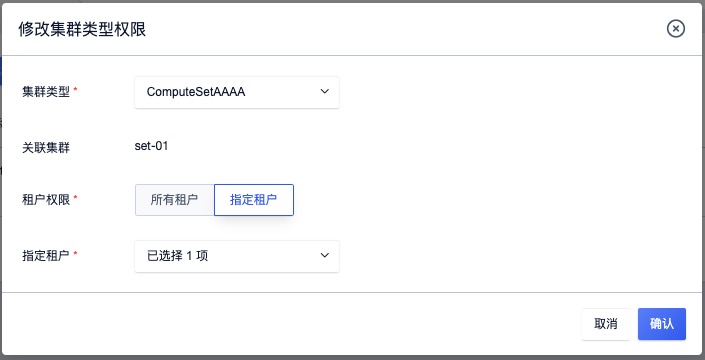 修改集群类型权限
集群类型 * ComputeSetAAAA
关联集群 set-01
租户权限 * 所有租户 指定租户
指定租户 * 已选择 1 项
取消 确认